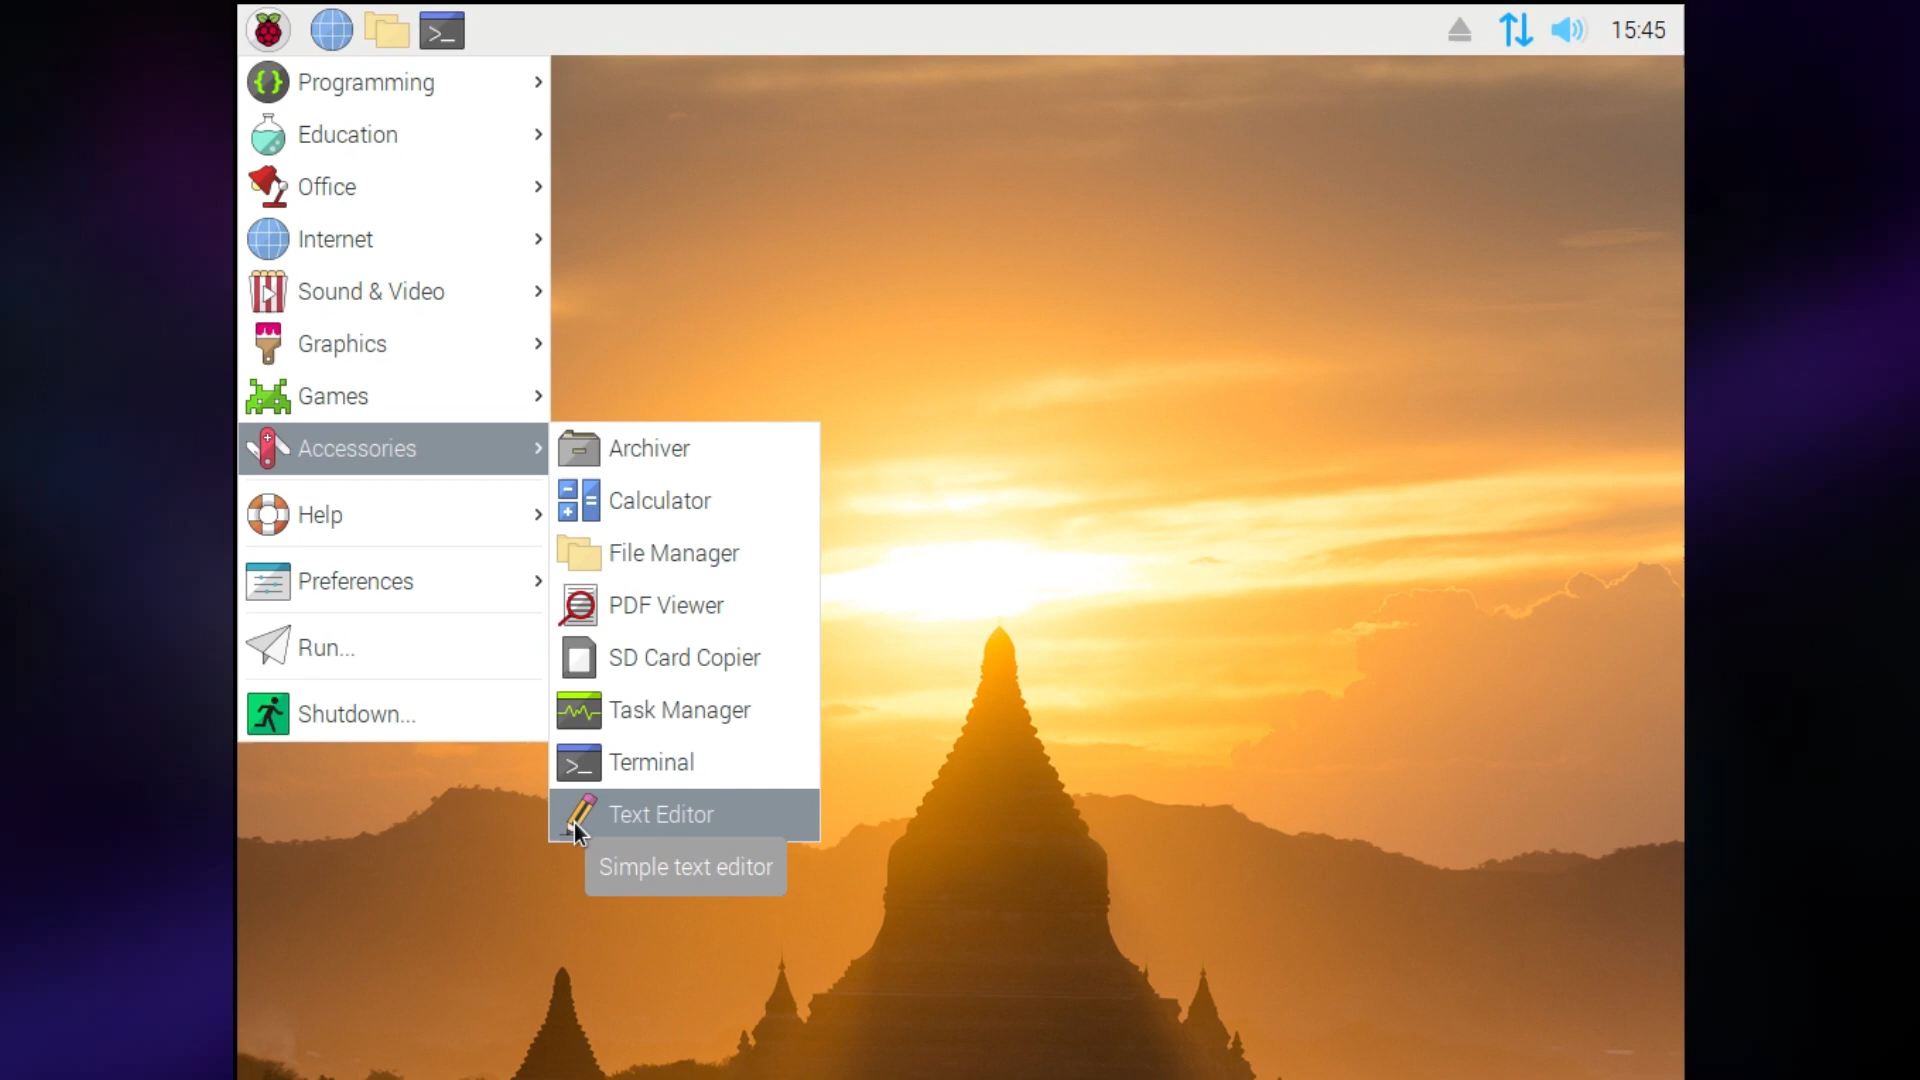 15:45
Programming
Education
Office
Internet
Sound & Video
Graphics
Games
Accessories
Help
Preferences
Run...
Shutdown...
Archiver
Calculator
File Manager
PDF Viewer
SD Card Copier
Task Manager
Terminal
Text Editor
Simple text editor